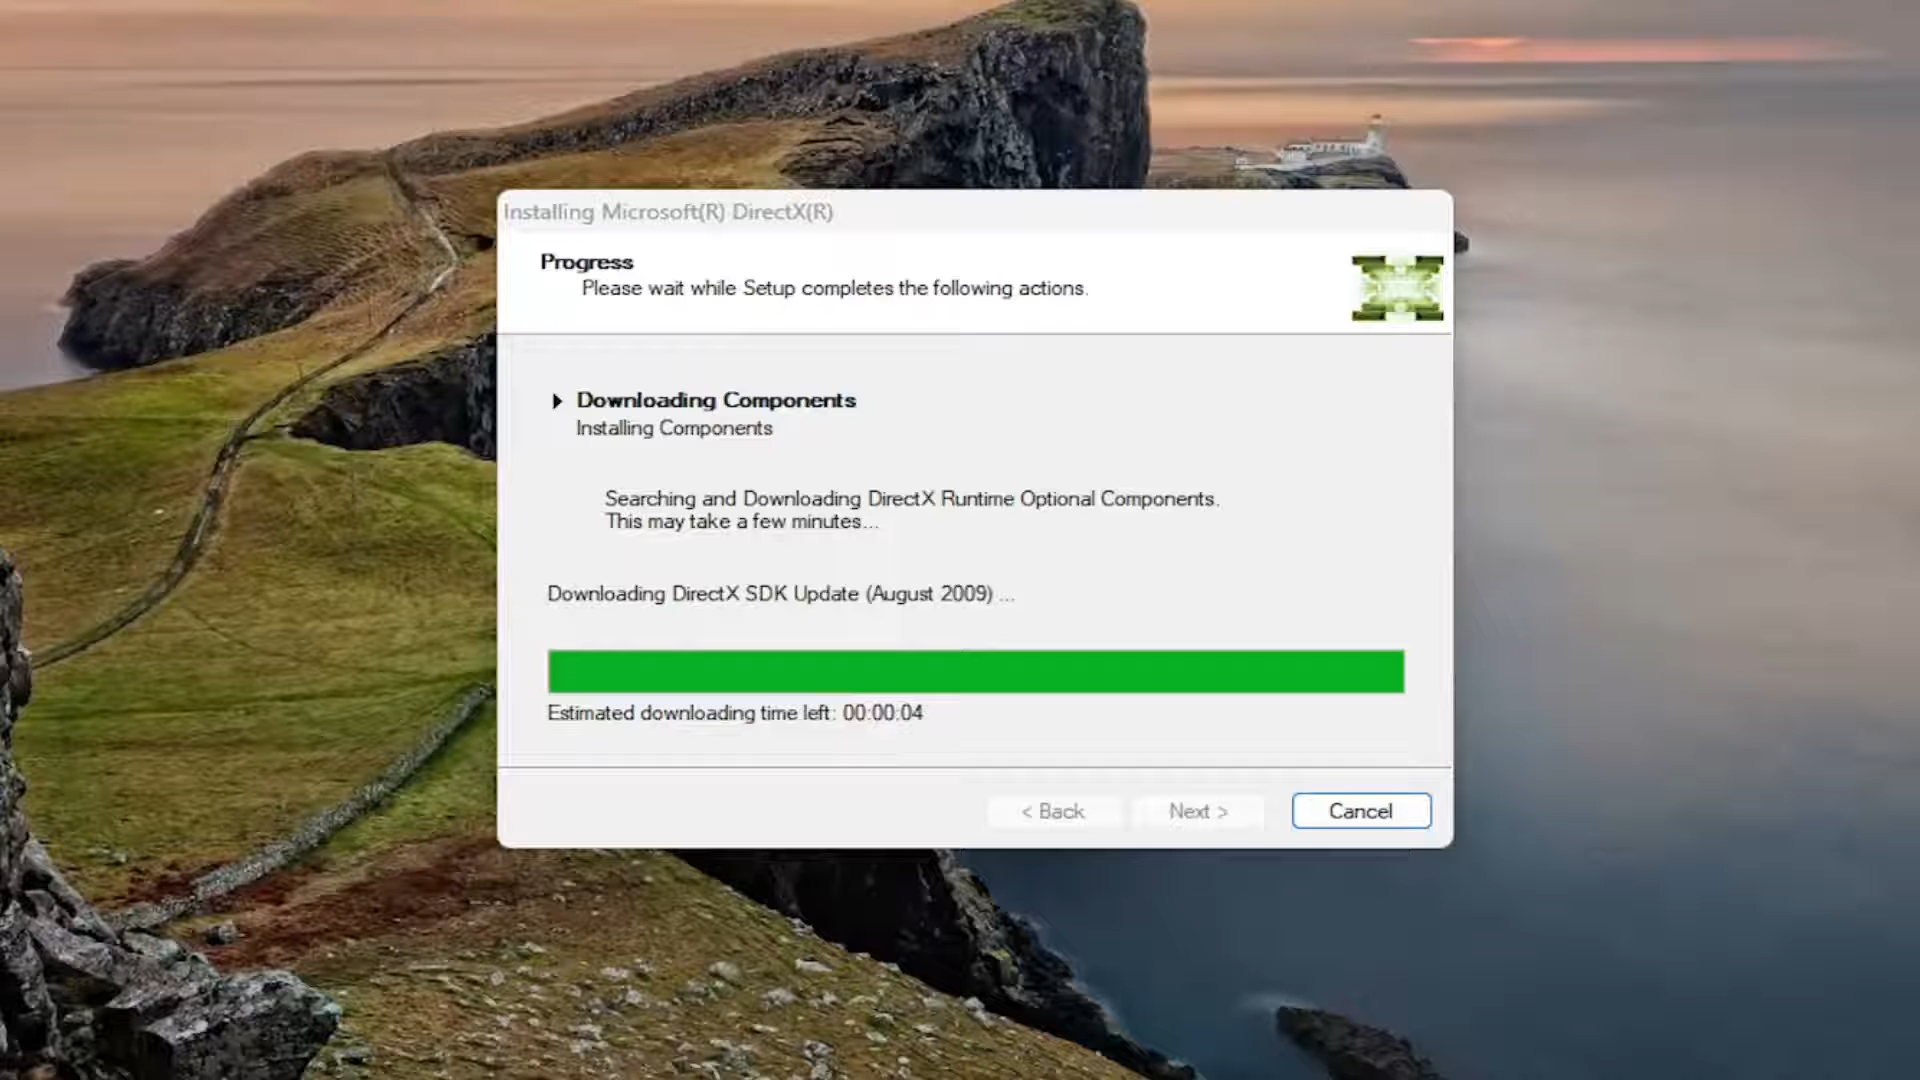 Installing Microsoft(R) DirectX(R)
Progress
Please wait while Setup completes the following actions.
Downloading Components
Installing Components
Searching and Downloading DirectX Runtime Optional Components.
This may take a few minutes...
Downloading DirectX SDK Update (August 2009) ...
Estimated downloading time left: 00:00:04
< Back
Next >
Cancel